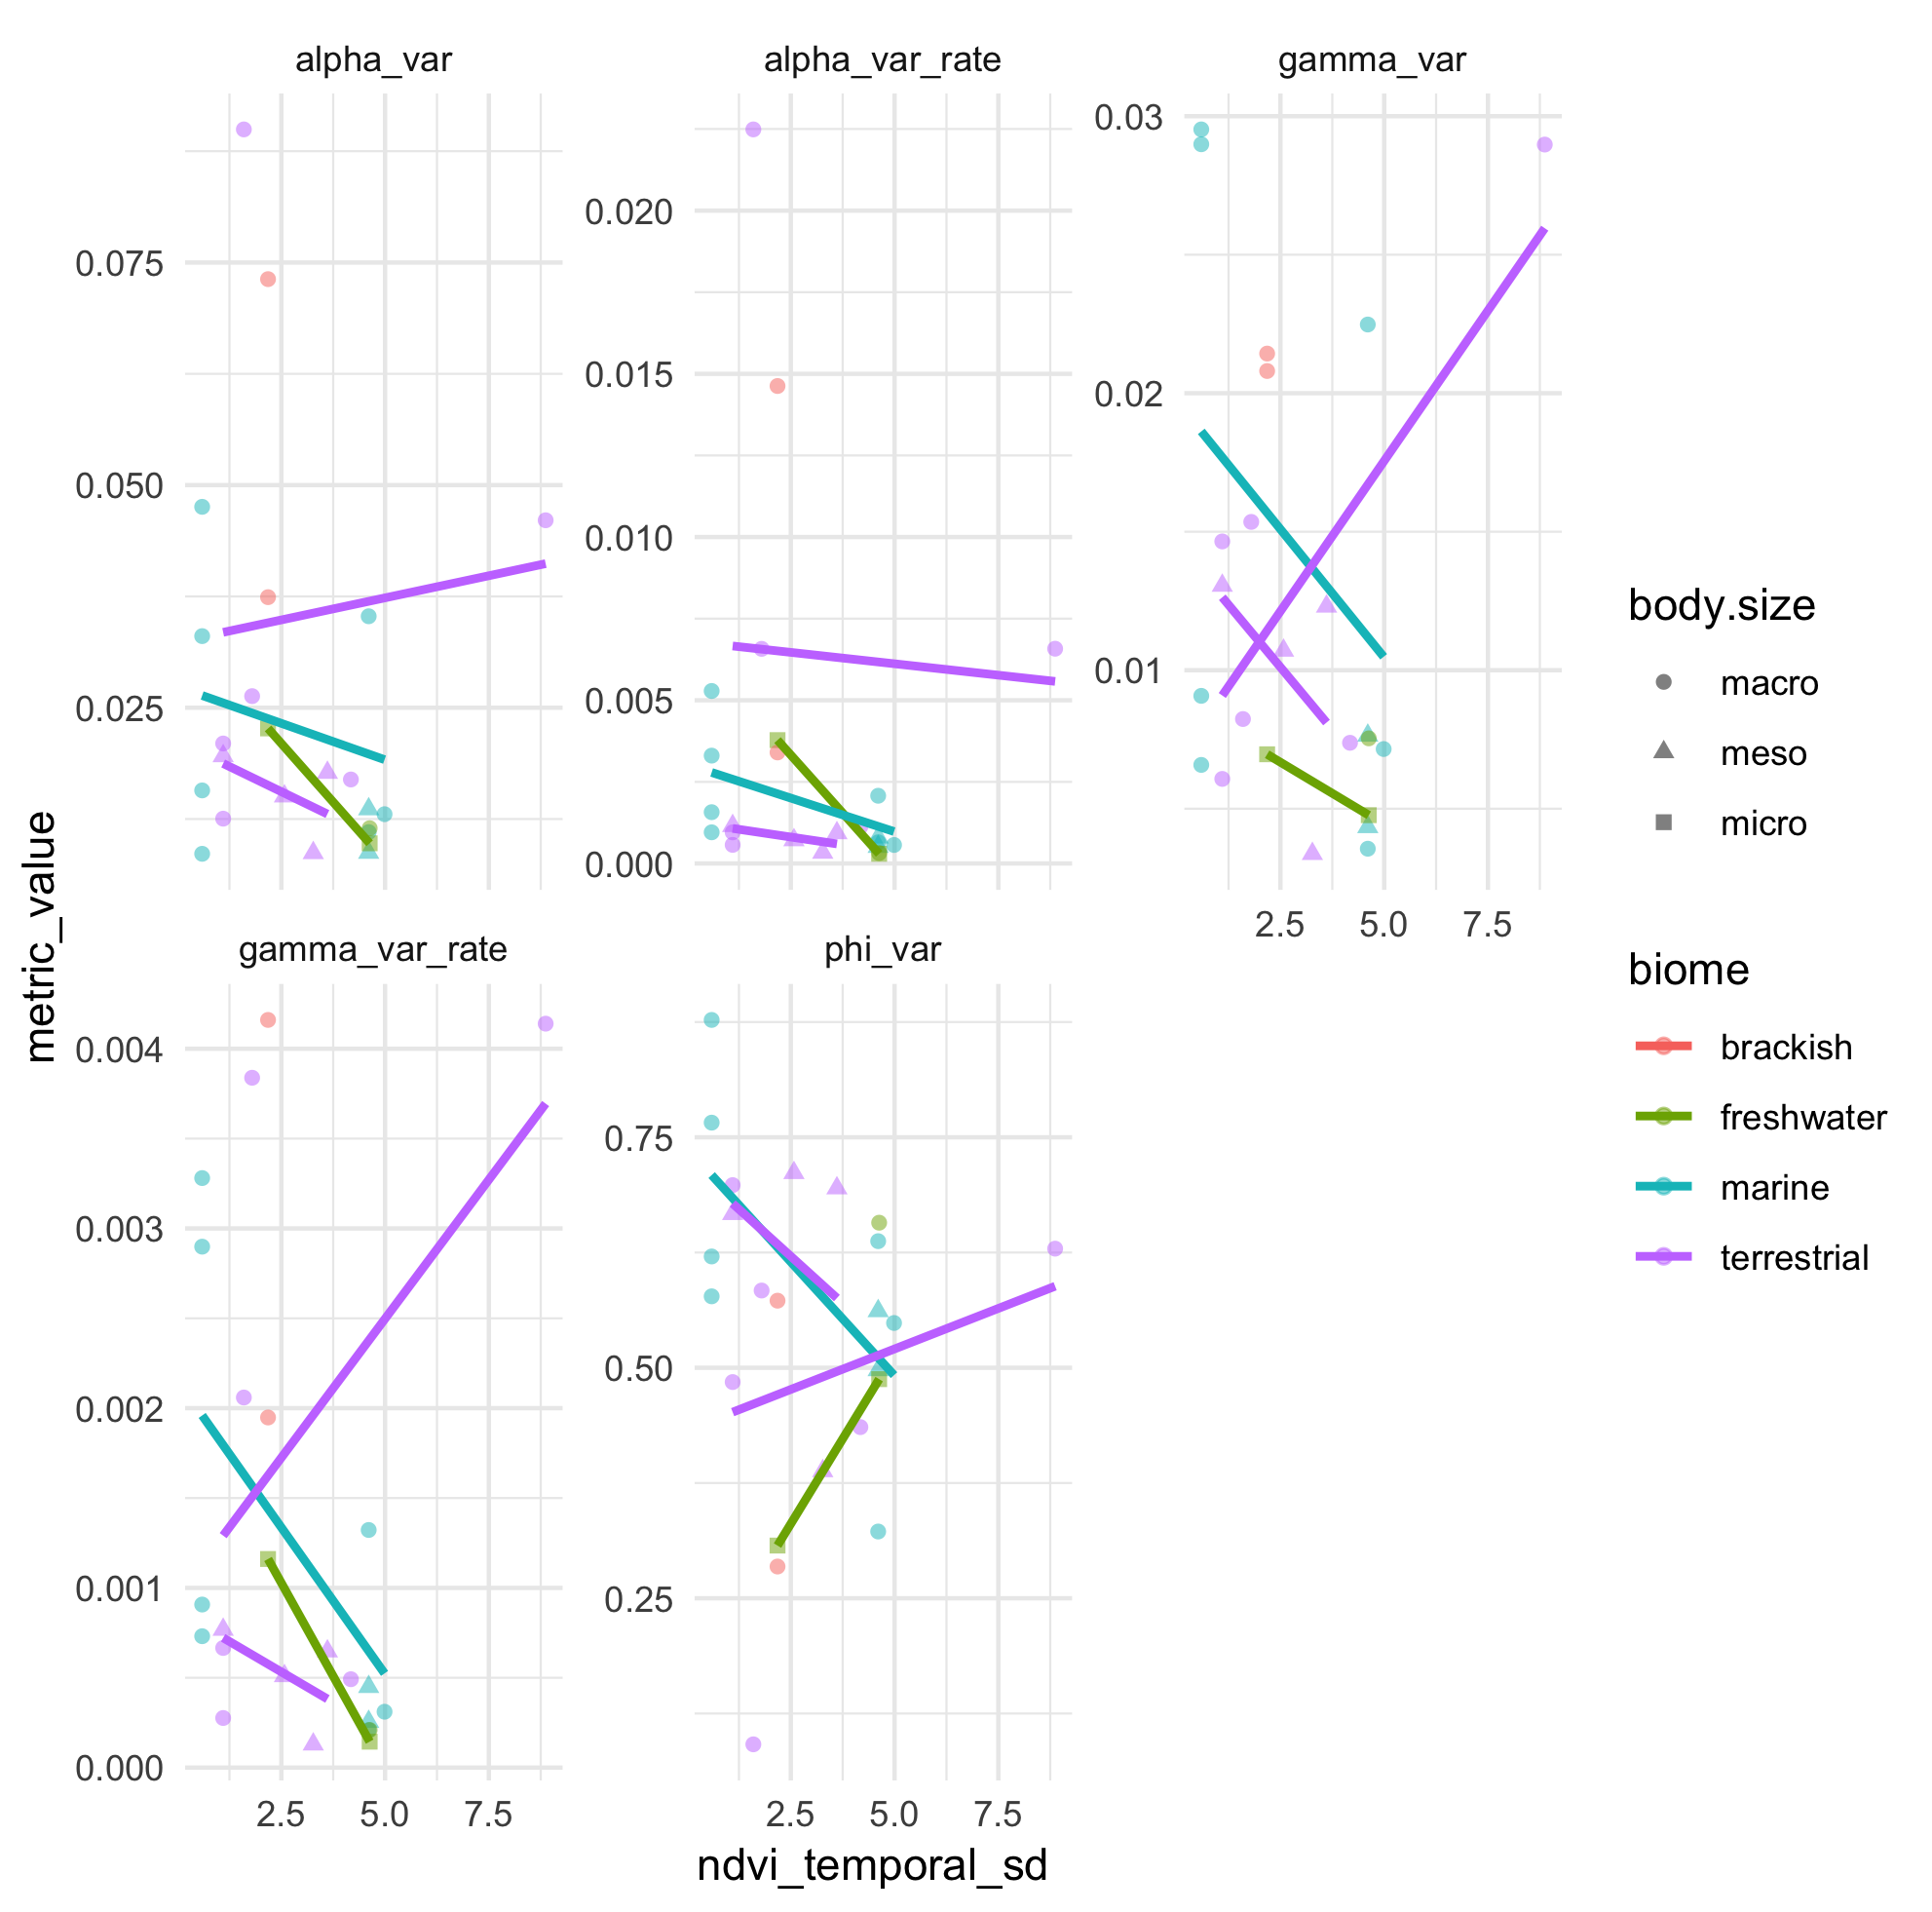 alpha_var
alpha_var_rate
gamma_var
0.075
0.050
0.025
0.020
0.015
0.010
0.005
0.000
0.03
0.02
0.01
2.5 5.0 7.5
gamma_var_rate
phi_var
0.004
0.003
0.002
0.001
0.000
0.75
0.50
0.25
2.5 5.0 7.5
2.5 5.0 7.5
metric_value
ndvi_temporal_sd
body.size
macro
meso
micro
biome
brackish
freshwater
marine
terrestrial